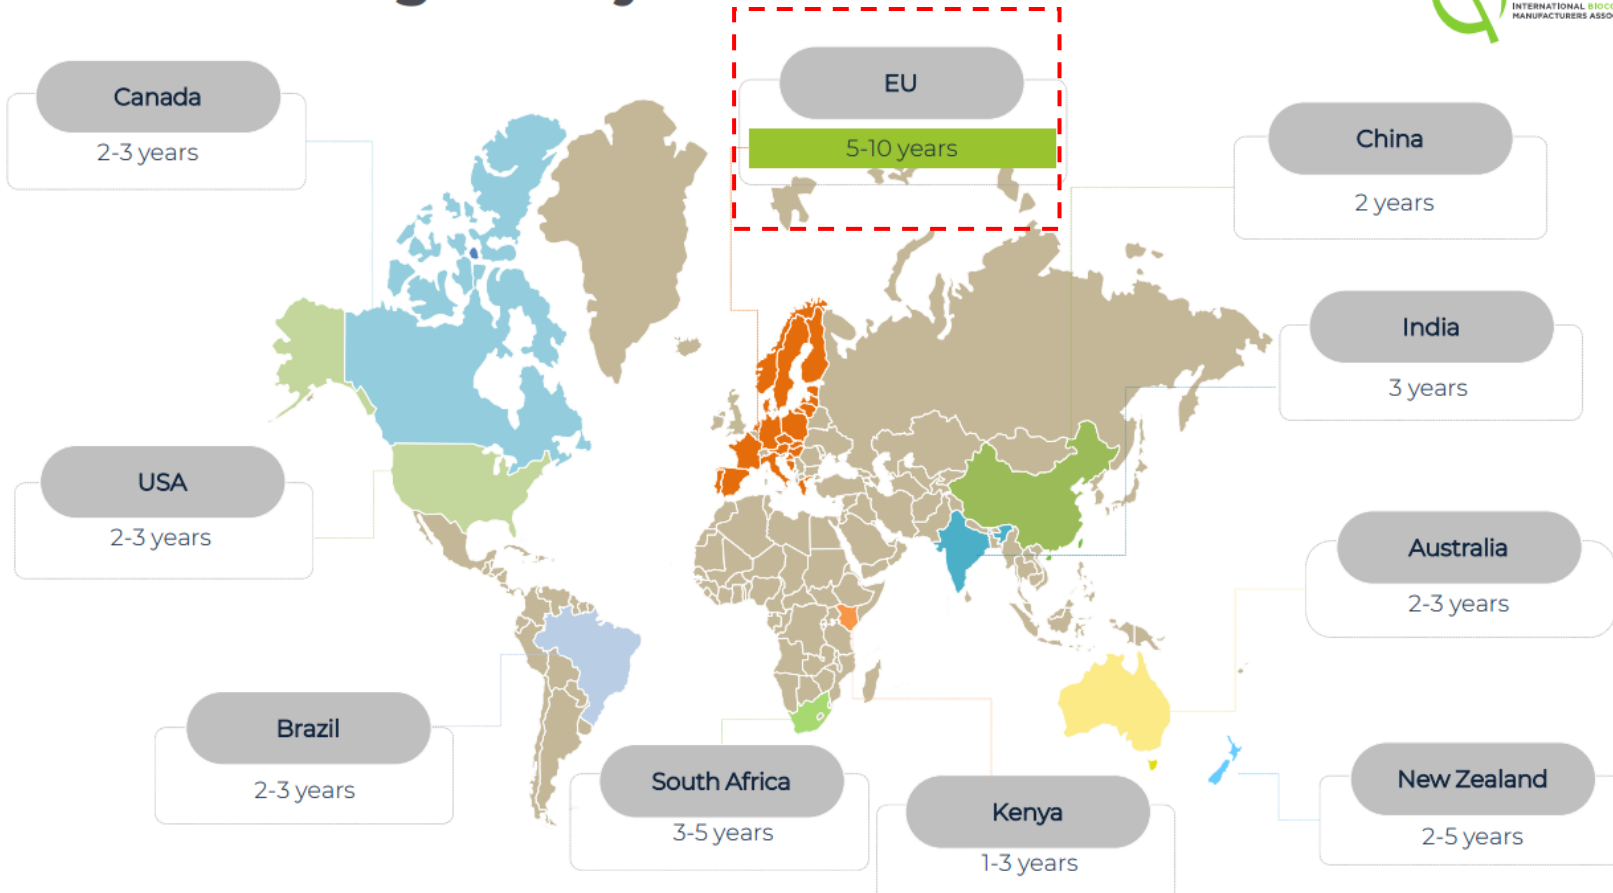 INTERNATIONAL
MANUFACTURERS
EU
5-10 years
Canada
2-3 years
China
2 years
India
3 years
USA
2-3 years
Australia
2-3 years
Brazil
2-3 years
South Africa
3-5 years
Kenya
1-3 years
New Zealand
2-5 years